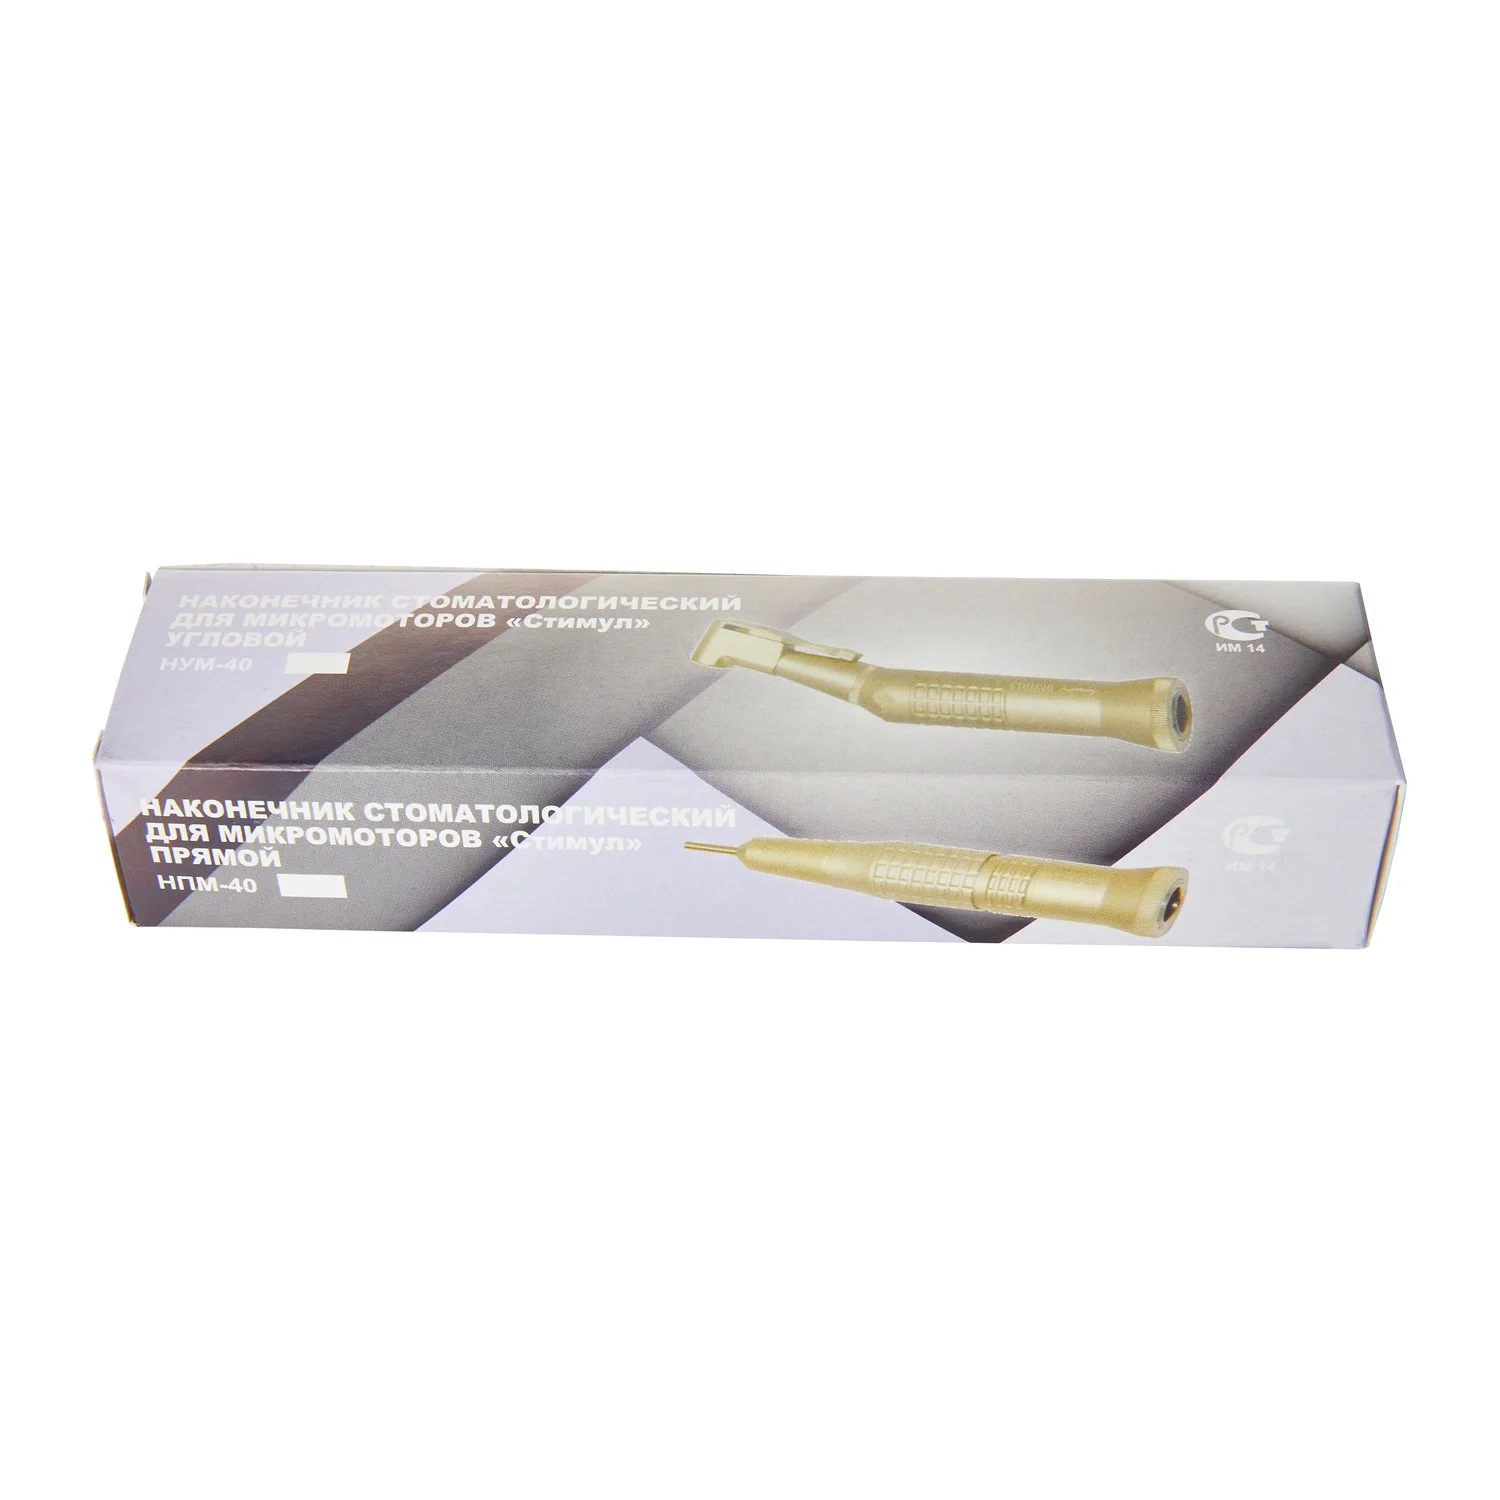 НАКОНЕЧНИК СТОМАТОЛОГИЧЕСКИЙ
ДЛЯ МИКРОМОТОРОВ «Стимул»
УГЛОВОЙ
НУМ-40
СТИМУЛ
РСТ
ИМ 14
НАКОНЕЧНИК СТОМАТОЛОГИЧЕСКИЙ
ДЛЯ МИКРОМОТОРОВ «Стимул»
ПРЯМОЙ
НПМ-40
РСТ
ИМ 14